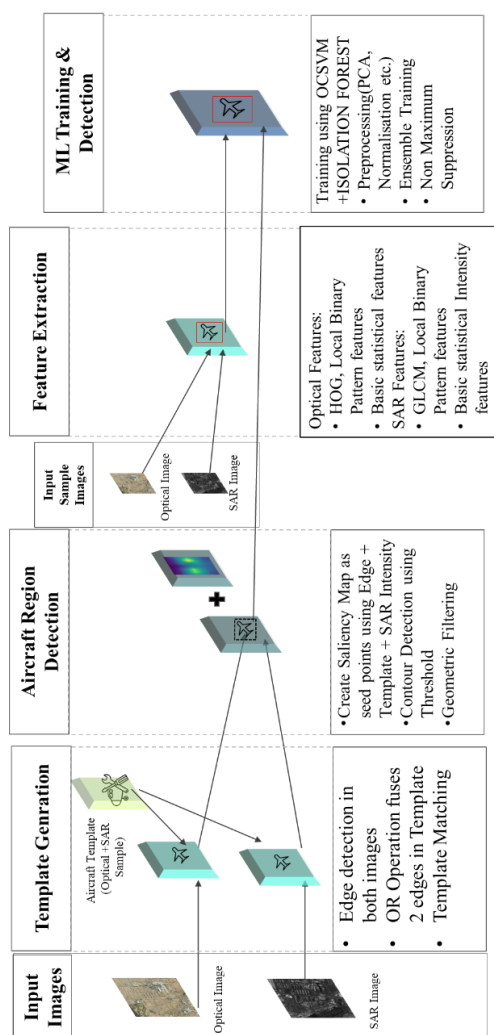 Input
Images
Optical Image
SAR Image
Template Genration
Aircraft Template
(Optical +SAR
Sample)
• Edge detection in
both images
• OR Operation fuses
2 edges in Template
• Template Matching
Aircraft Region
Detection
+
•Create Saliency Map as
seed points using Edge +
Template + SAR Intensity
•Contour Detection using
Threshold
•Geometric Filtering
Input
Sample
Images
Optical Image
SAR Image
Feature Extraction
Optical Features:
• HOG, Local Binary
Pattern features
• Basic statistical features
SAR Features:
• GLCM, Local Binary
Pattern features
• Basic statistical Intensity
features
ML Training &
Detection
Training using OCSVM
+ISOLATION FOREST
• Preprocessing(PCA,
Normalisation etc.)
• Ensemble Training
• Non Maximum
Suppression